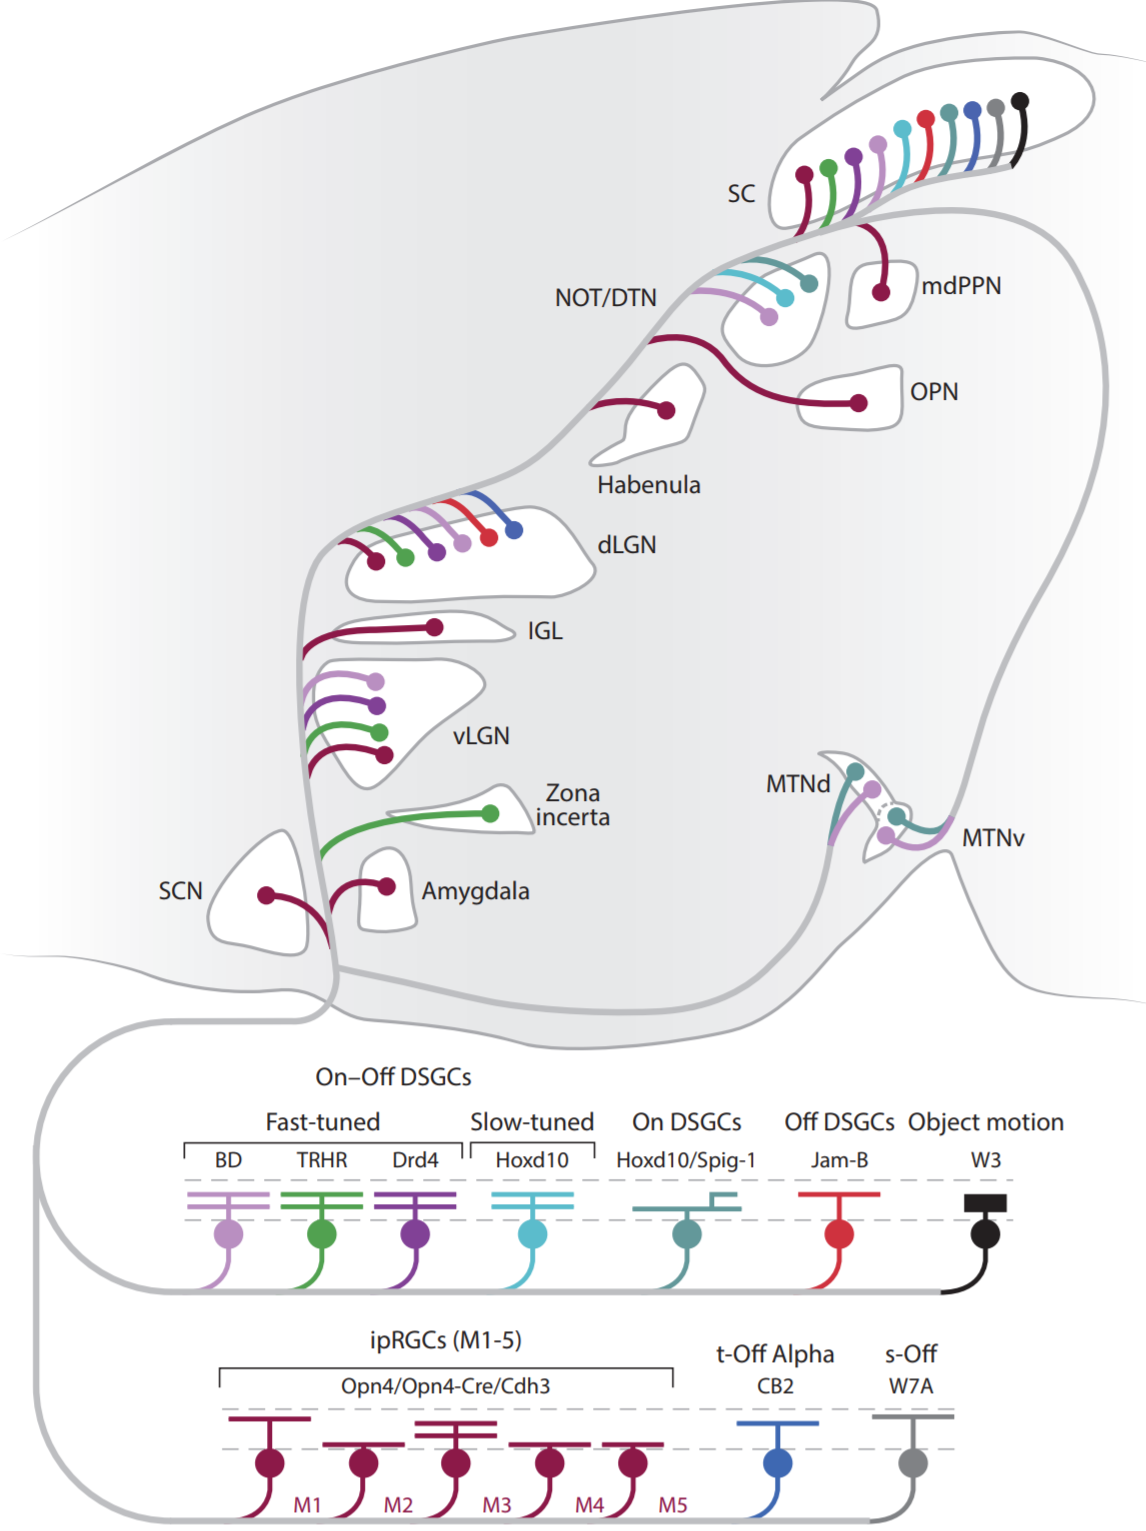 SC
NOT/DTN
mdPPN
OPN
Habenula
dLGN
IGL
vLGN
MTNd
Zona
incerta
MTNv
SCN
Amygdala
On–Off DSGCs
Fast-tuned
Slow-tuned
On DSGCs
Off DSGCs
Object motion
BD
TRHR
Drd4
Hoxd10
Hoxd10/Spig-1
Jam-B
W3
ipRGCs (M1-5)
t-Off Alpha
s-Off
Opn4/Opn4-Cre/Cdh3
CB2
W7A
M1
M2
M3
M4
M5